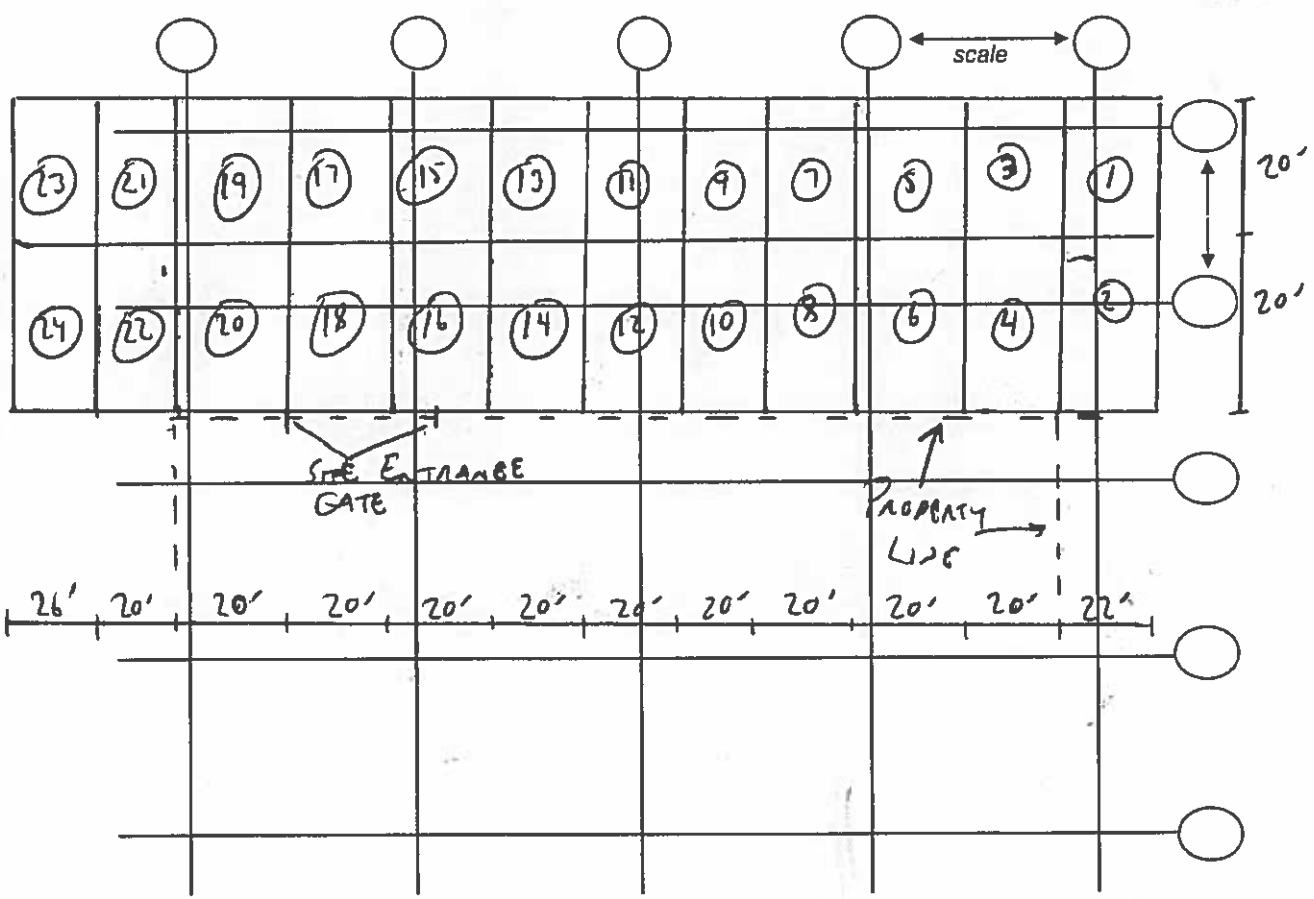 scale
20'
23 21 19 17 15 13 11 9 7 5 3 1
24 22 20 18 16 14 12 10 8 6 4 2
20'
SITE ENTRANCE
GATE
PROPERTY
LINE
26' 20' 20' 20' 20' 20' 20' 20' 20' 20' 20' 22'